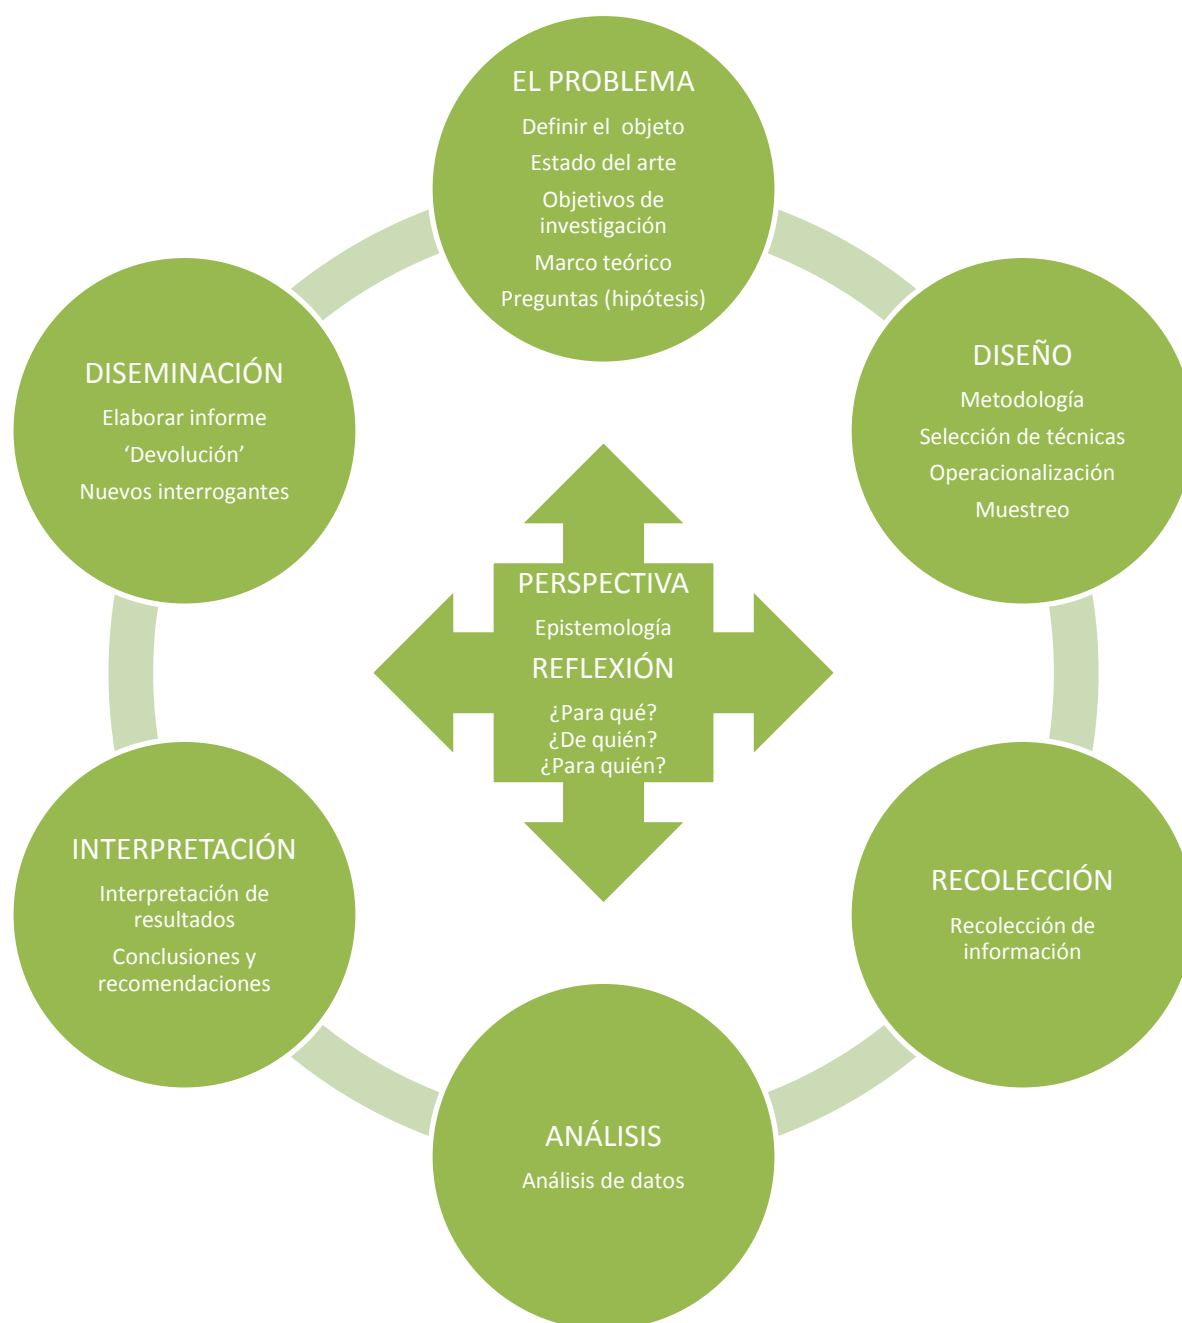 EL PROBLEMA
Definir el objeto
Estado del arte
Objetivos de
investigación
Marco teórico
Preguntas (hipótesis)
DISEÑO
Metodología
Selección de técnicas
Operacionalización
Muestreo
RECOLECCIÓN
Recolección de
información
ANÁLISIS
Análisis de datos
INTERPRETACIÓN
Interpretación de
resultados
Conclusiones y
recomendaciones
DISEMINACIÓN
Elaborar informe
‘Devolución’
Nuevos interrogantes
PERSPECTIVA
Epistemología
REFLEXIÓN
¿Para qué?
¿De quién?
¿Para quién?